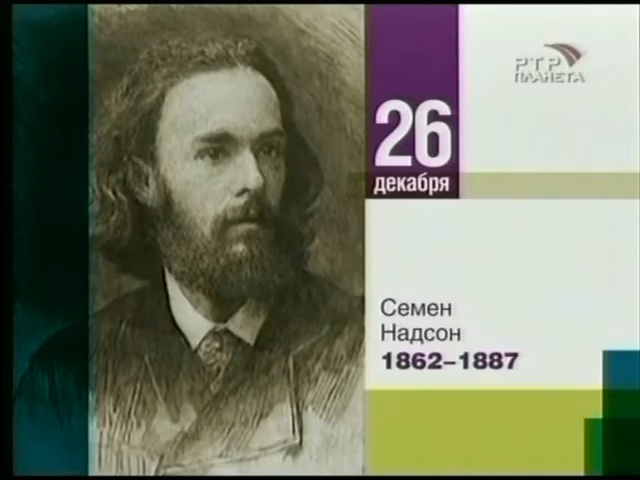 РТР
ПЛАНЕТА
26
декабря
Семен
Надсон
1862–1887